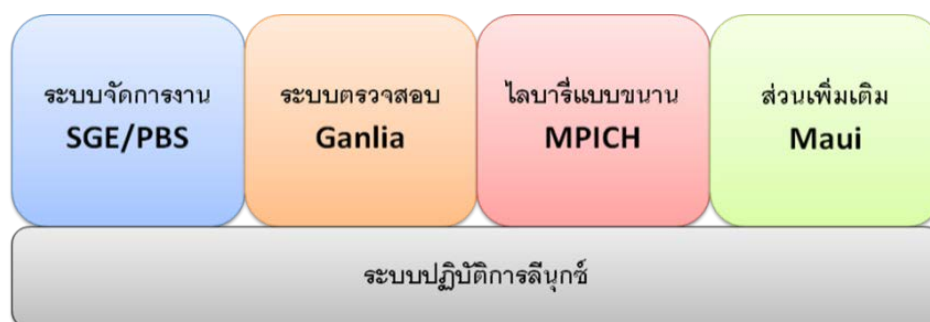 ระบบจัดการงาน
SGE/PBS
ระบบตรวจสอบ
Ganlia
ไลบารี่แบบขนาน
MPICH
ส่วนเพิ่มเติม
Maui
ระบบปฏิบัติการลีนุกซ์